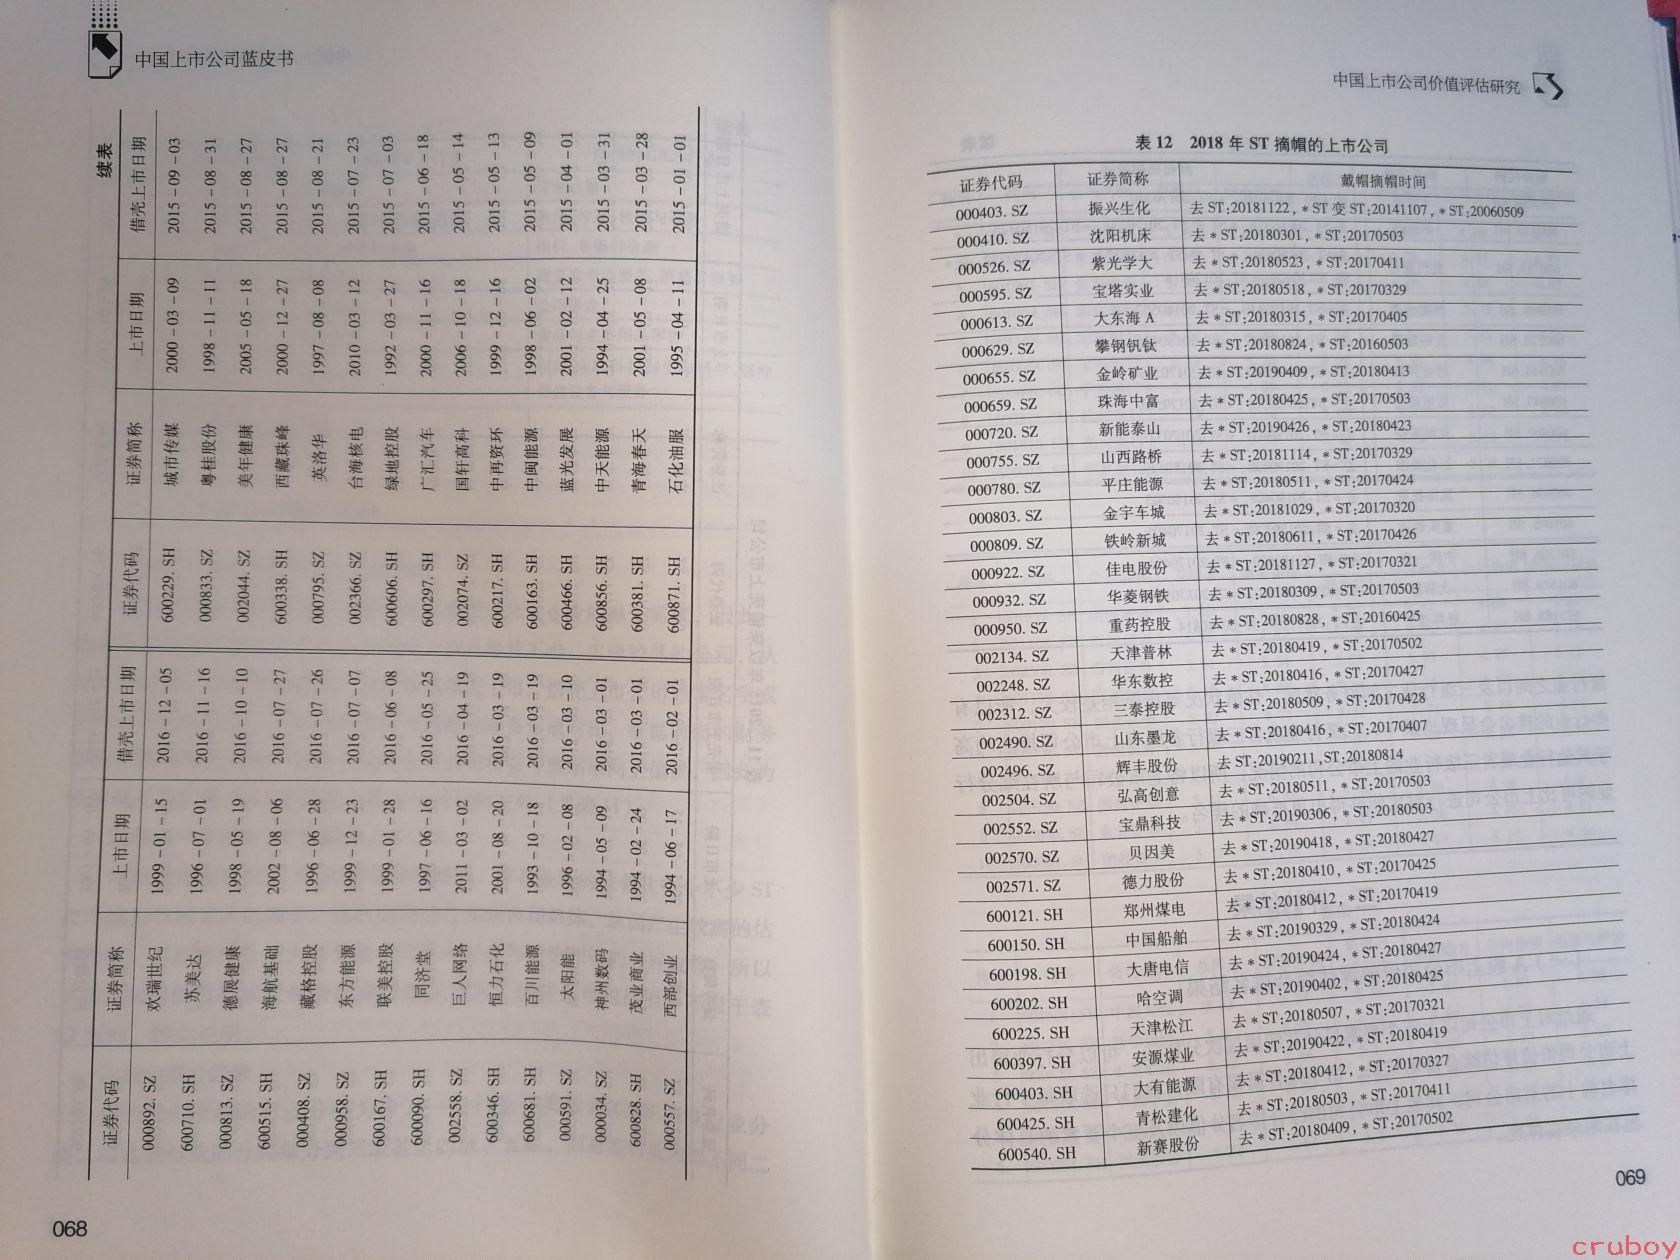 中国上市公司蓝皮书
续表
证券代码 证券简称 上市日期 借壳上市日期 证券代码 证券简称 上市日期 借壳上市日期
000892. SZ 欢瑞世纪 1999-01-15 2016-12-05 600229. SH 城市传媒 2000-03-09 2015-09-03
600710. SH 苏美达 1996-07-01 2016-11-16 000833. SZ 粤桂股份 1998-11-11 2015-08-31
000813. SZ 德展健康 1998-05-19 2016-10-10 002044. SZ 美年健康 2005-05-18 2015-08-27
600515. SH 海航基础 2002-08-06 2016-07-27 600338. SH 西藏珠峰 2000-12-27 2015-08-27
000408. SZ 藏格控股 1996-06-28 2016-07-26 000795. SZ 英洛华 1997-08-08 2015-08-21
000958. SZ 东方能源 1999-12-23 2016-07-07 002366. SZ 台海核电 2010-03-12 2015-07-23
600167. SH 联美控股 1999-01-28 2016-06-08 600606. SH 绿地控股 1992-03-27 2015-07-03
600090. SH 同济堂 1997-06-16 2016-05-25 600297. SH 广汇汽车 2000-11-16 2015-06-18
002558. SZ 巨人网络 2011-03-02 2016-04-19 002074. SZ 国轩高科 2006-10-18 2015-05-14
600346. SH 恒力石化 2001-08-20 2016-03-19 600217. SH 中再资环 1999-12-16 2015-05-13
600681. SH 百川能源 1993-10-18 2016-03-19 600163. SH 中闽能源 1998-06-02 2015-05-09
000591. SZ 太阳能 1996-02-08 2016-03-10 600466. SH 蓝光发展 2001-02-12 2015-04-01
000034. SZ 神州数码 1994-05-09 2016-03-01 600856. SH 中天能源 1994-04-25 2015-03-31
600828. SH 茂业商业 1994-02-24 2016-03-01 600381. SH 青海春天 2001-05-08 2015-03-28
000557. SZ 西部创业 1994-06-17 2016-02-01 600871. SH 石化油服 1995-04-11 2015-01-01
068
中国上市公司价值评估研究
表 12 2018 年 ST 摘帽的上市公司
证券代码 证券简称 戴帽摘帽时间
000403. SZ 振兴生化 去 ST:20181122, *ST 变 ST:20141107, *ST:20060509
000410. SZ 沈阳机床 去*ST:20180301, *ST:20170503
000526. SZ 紫光学大 去*ST:20180523, *ST:20170411
000595. SZ 宝塔实业 去*ST:20180518, *ST:20170329
000613. SZ 大东海 A 去*ST:20180315, *ST:20170405
000629. SZ 攀钢钒钛 去*ST:20180824, *ST:20160503
000655. SZ 金岭矿业 去*ST:20190409, *ST:20180413
000659. SZ 珠海中富 去*ST:20180425, *ST:20170503
000720. SZ 新能泰山 去*ST:20190426, *ST:20180423
000755. SZ 山西路桥 去*ST:20181114, *ST:20170329
000780. SZ 平庄能源 去*ST:20180511, *ST:20170424
000803. SZ 金宇车城 去*ST:20181029, *ST:20170320
000809. SZ 铁岭新城 去*ST:20180611, *ST:20170426
000922. SZ 佳电股份 去*ST:20181127, *ST:20170321
000932. SZ 华菱钢铁 去*ST:20180309, *ST:20170503
000950. SZ 重药控股 去*ST:20180828, *ST:20160425
002134. SZ 天津普林 去*ST:20180419, *ST:20170502
002248. SZ 华东数控 去*ST:20180416, *ST:20170427
002312. SZ 三泰控股 去*ST:20180509, *ST:20170428
002490. SZ 山东墨龙 去*ST:20180416, *ST:20170407
002496. SZ 辉丰股份 去 ST:20190211,ST:20180814
002504. SZ 弘高创意 去*ST:20180511, *ST:20170503
002552. SZ 宝鼎科技 去*ST:20190306, *ST:20180503
002570. SZ 贝因美 去*ST:20190418, *ST:20180427
002571. SZ 德力股份 去*ST:20180410, *ST:20170425
600121. SH 郑州煤电 去*ST:20180412, *ST:20170419
600150. SH 中国船舶 去*ST:20190329, *ST:20180424
600198. SH 大唐电信 去*ST:20190424, *ST:20180427
600202. SH 哈空调 去*ST:20190402, *ST:20180425
600225. SH 天津松江 去*ST:20180507, *ST:20170321
600397. SH 安源煤业 去*ST:20190422, *ST:20180419
600403. SH 大有能源 去*ST:20180412, *ST:20170327
600425. SH 青松建化 去*ST:20180503, *ST:20170411
600540. SH 新赛股份 去*ST:20180409, *ST:20170502
069
cruboy